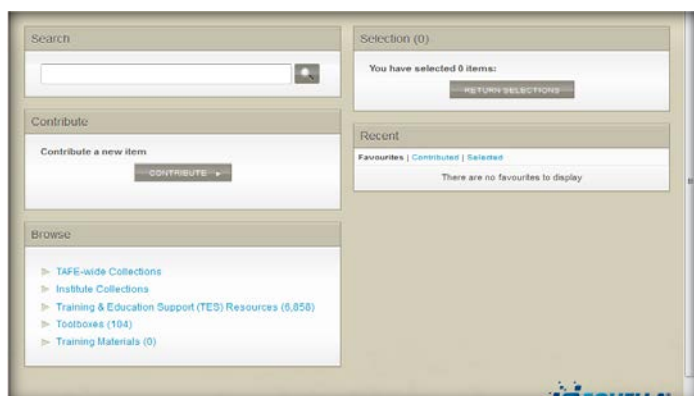 Search
Contribute
Contribute a new item
CONTRIBUTE
Browse
TAFE-wide Collections
Institute Collections
Training & Education Support (TES) Resources (6,858)
Toolboxes (104)
Training Materials (0)
Selection (0)
You have selected 0 items:
RETURN SELECTIONS
Recent
Favourites | Contributed | Selected
There are no favourites to display